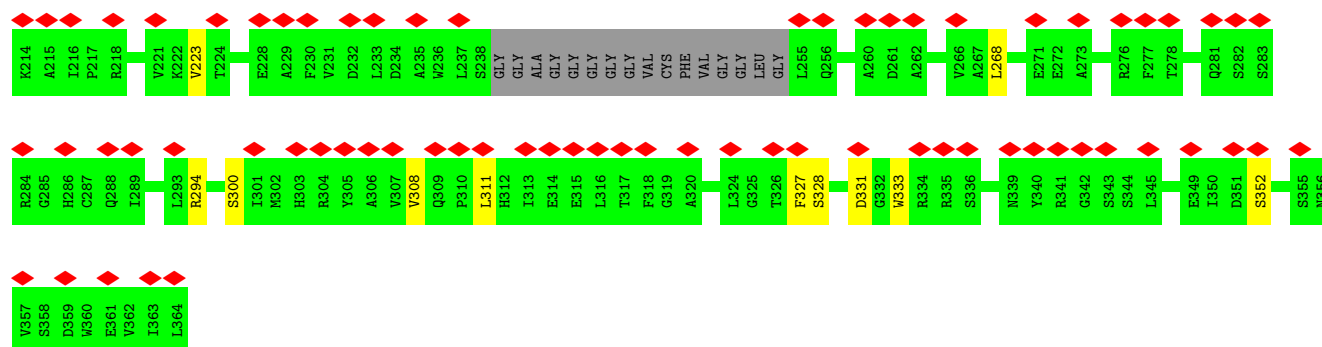 K214 A215 I216 P217 R218 V221 K222 V223 T224 E228 A229 F230 V231 D232 L233 D234 A235 W236 L237 S238 GLY GLY ALA GLY GLY GLY GLY GLY VAL CYS PHE VAL GLY GLY LEU GLY L255 Q256 A260 D261 A262 V266 A267 L268 E271 E272 A273 R276 F277 T278 Q281 S282 S283
R284 G285 H286 C287 Q288 I289 L293 R294 S300 I301 M302 H303 R304 Y305 A306 V307 V308 Q309 P310 L311 H312 I313 E314 E315 L316 T317 F318 G319 A320 L324 G325 T326 F327 S328 D331 G332 W333 R334 R335 S336 N339 Y340 R341 G342 S343 S344 L345 E349 I350 D351 S352 S355 N356
V357 S358 D359 W360 E361 V362 I363 L364